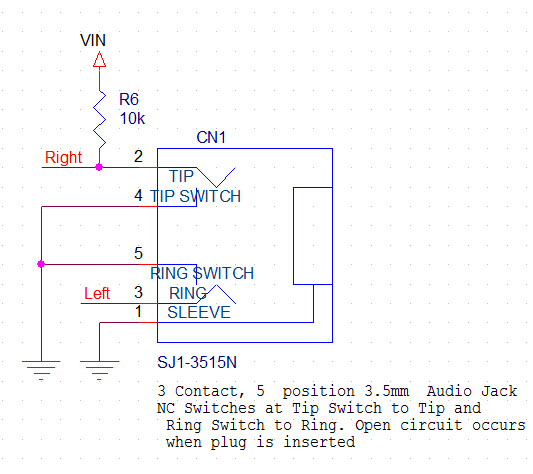 VIN
R6
10k
CN1
Right
2
TIP
4
TIP SWITCH
5
RING SWITCH
Left
3
RING
1
SLEEVE
SJ1-3515N
3 Contact, 5 position 3.5mm Audio Jack
NC Switches at Tip Switch to Tip and
Ring Switch to Ring. Open circuit occurs
when plug is inserted